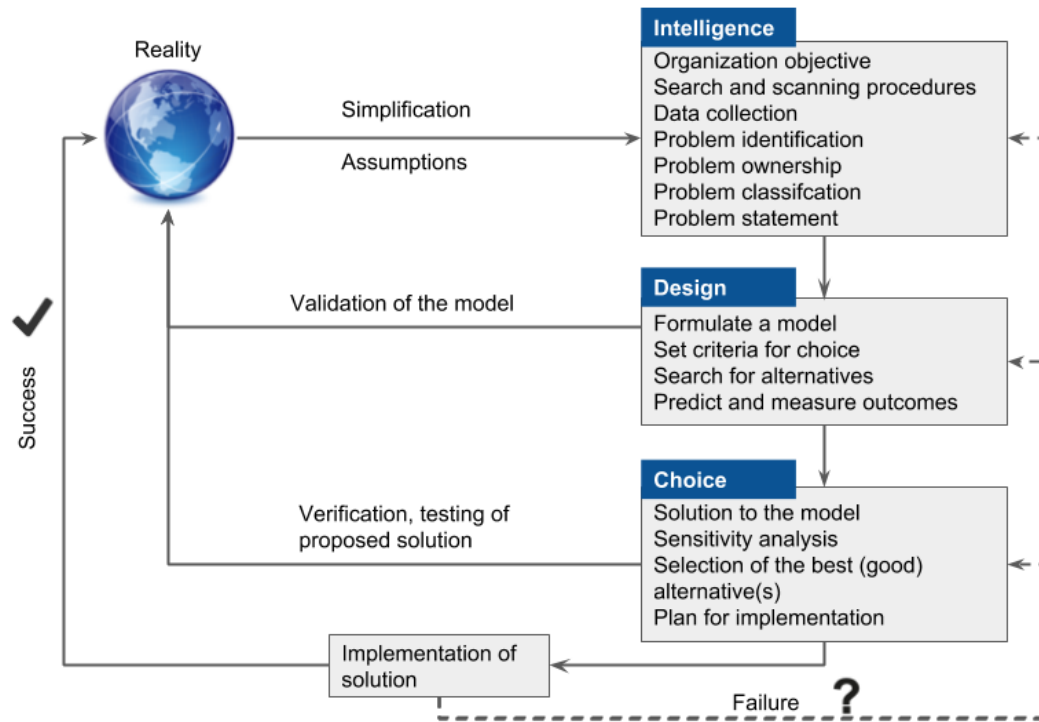 Reality
Simplification
Assumptions
Intelligence
Organization objective
Search and scanning procedures
Data collection
Problem identification
Problem ownership
Problem classifcation
Problem statement
Validation of the model
Design
Formulate a model
Set criteria for choice
Search for alternatives
Predict and measure outcomes
Success
Verification, testing of
proposed solution
Choice
Solution to the model
Sensitivity analysis
Selection of the best (good)
alternative(s)
Plan for implementation
Implementation of
solution
Failure ?